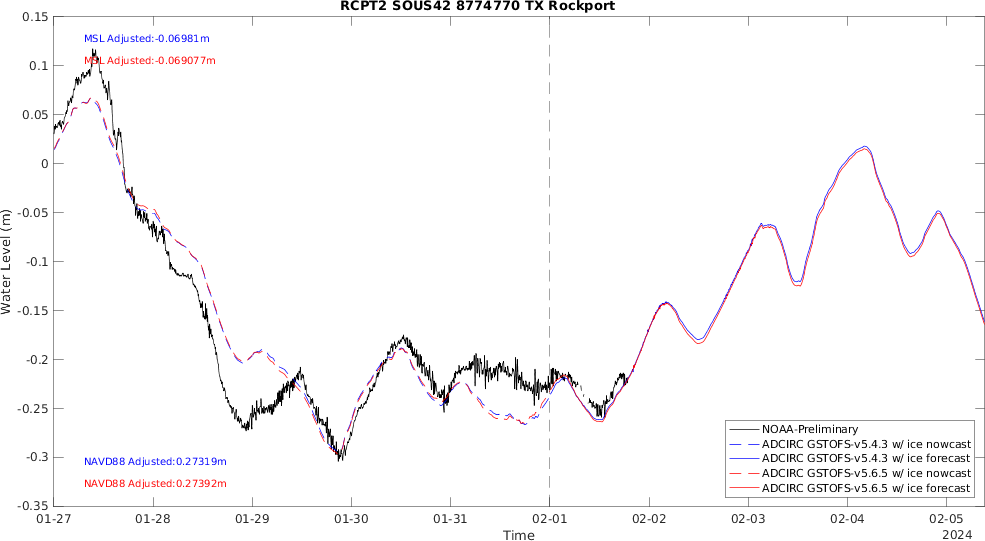 RCPT2 SOUS42 8774770 TX Rockport
0.15
0.1
0.05
0
-0.05
-0.1
-0.15
-0.2
-0.25
-0.3
-0.35
Water Level (m)
MSL Adjusted:-0.06981m
MSL Adjusted:-0.069077m
NAVD88 Adjusted:0.27319m
NAVD88 Adjusted:0.27392m
NOAA-Preliminary
ADCIRC GSTOFS-v5.4.3 w/ ice nowcast
ADCIRC GSTOFS-v5.4.3 w/ ice forecast
ADCIRC GSTOFS-v5.6.5 w/ ice nowcast
ADCIRC GSTOFS-v5.6.5 w/ ice forecast
01-27 01-28 01-29 01-30 01-31 02-01 02-02 02-03 02-04 02-05
Time
2024